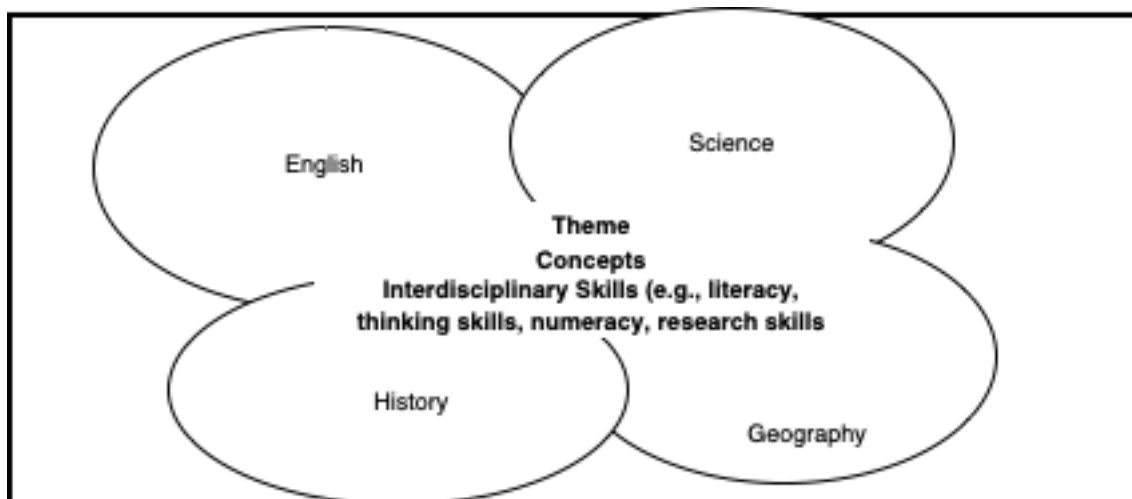 English
Science
Theme
Concepts
Interdisciplinary Skills (e.g., literacy,
thinking skills, numeracy, research skills
History
Geography